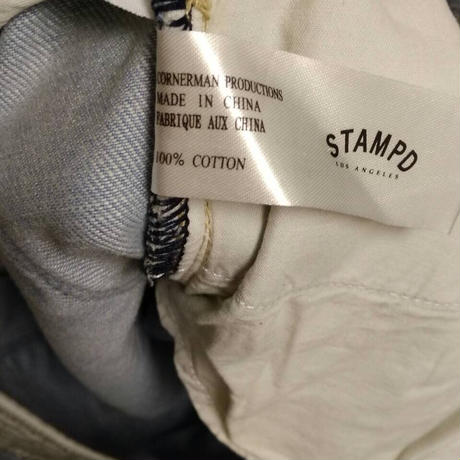 CORNERMAN PRODUCTIONS
MADE IN CHINA
FABRIQUE AUX CHINA
100% COTTON
STAMPD
LOS ANGELES